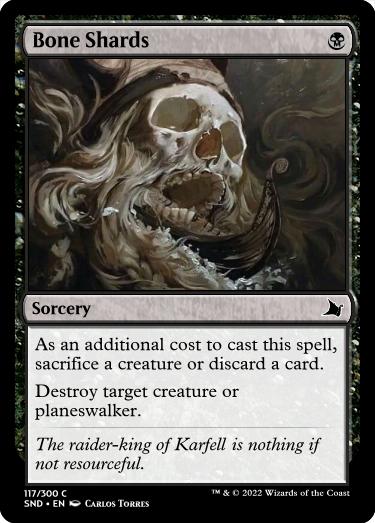 Bone Shards
Sorcery
As an additional cost to cast this spell,
sacrifice a creature or discard a card.
Destroy target creature or
planeswalker.
The raider-king of Karfell is nothing if
not resourceful.
117/300 C
SND • EN Carlos Torres
™ & © 2022 Wizards of the Coast